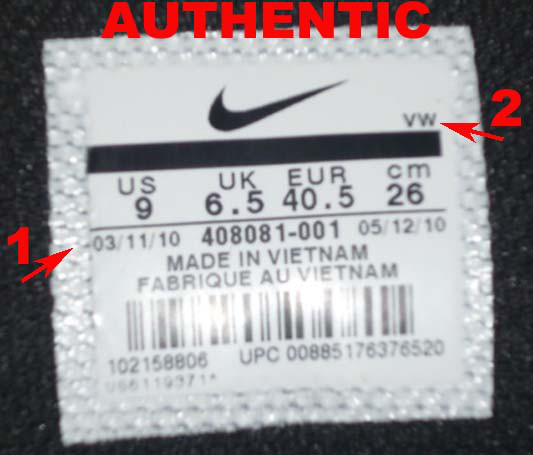 AUTHENTIC
VW
2
US UK EUR cm
9 6.5 40.5 26
1
03/11/10 408081-001 05/12/10
MADE IN VIETNAM
FABRIQUE AU VIETNAM
102158806 UPC 00885176376520